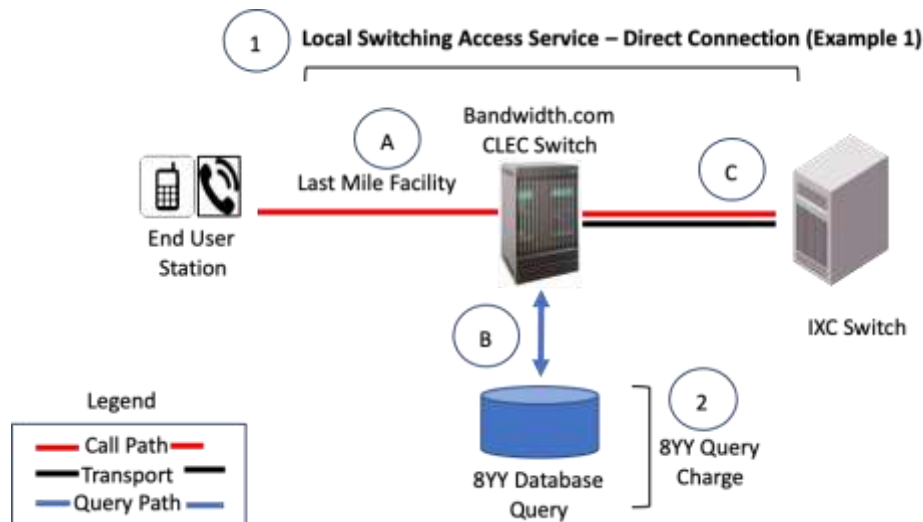 1
Local Switching Access Service – Direct Connection (Example 1)
Bandwidth.com
CLEC Switch
A
Last Mile Facility
C
End User
Station
IXC Switch
B
2
8YY Query
Charge
8YY Database
Query
Legend
Call Path
Transport
Query Path